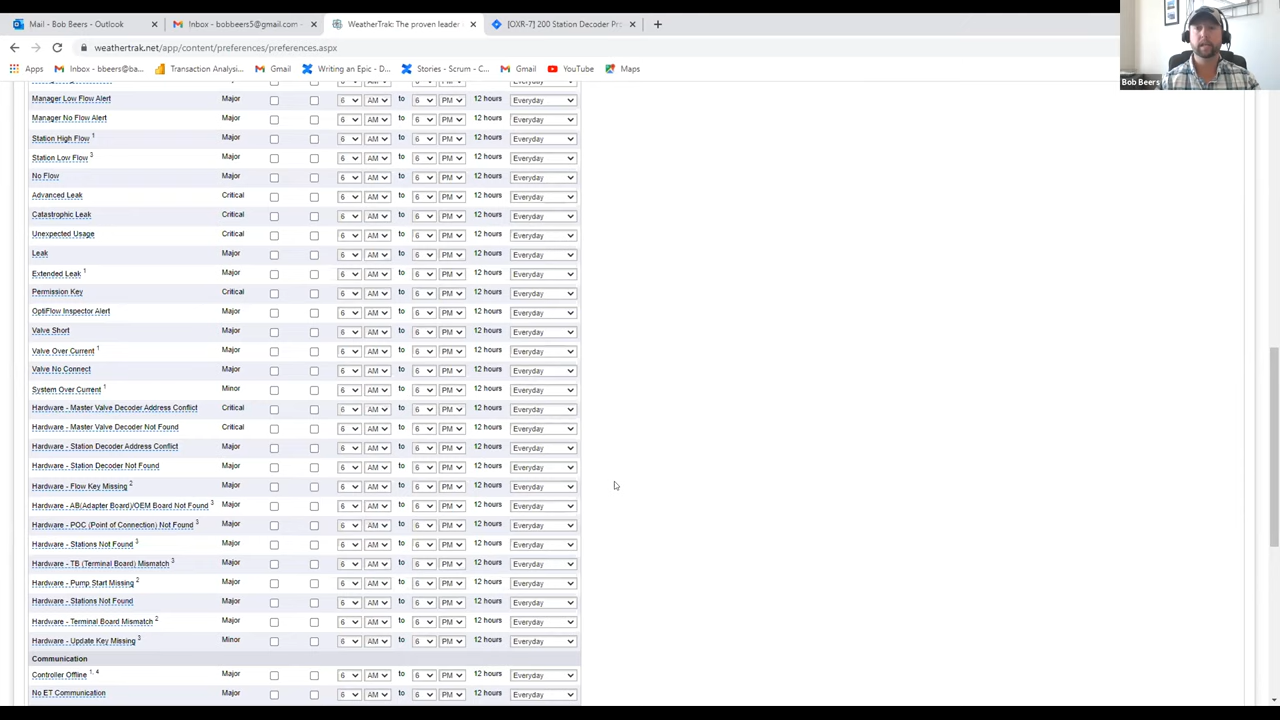 Mail - Bob Beers - Outlook
Inbox - bobbeers5@gmail.com -
WeatherTrak: The proven leader
[OXR-7] 200 Station Decoder Pr
weathertrak.net/app/content/preferences/preferences.aspx
Apps Inbox - bbeers@ba... Transaction Analysi... Gmail Writing an Epic - D... Stories - Scrum - C... Gmail YouTube Maps
Bob Beers
Manager Low Flow Alert Major 6 AM to 6 PM 12 hours Everyday
Manager No Flow Alert Major 6 AM to 6 PM 12 hours Everyday
Station High Flow 1 Major 6 AM to 6 PM 12 hours Everyday
Station Low Flow 3 Major 6 AM to 6 PM 12 hours Everyday
No Flow Major 6 AM to 6 PM 12 hours Everyday
Advanced Leak Critical 6 AM to 6 PM 12 hours Everyday
Catastrophic Leak Critical 6 AM to 6 PM 12 hours Everyday
Unexpected Usage Critical 6 AM to 6 PM 12 hours Everyday
Leak Major 6 AM to 6 PM 12 hours Everyday
Extended Leak 1 Major 6 AM to 6 PM 12 hours Everyday
Permission Key Critical 6 AM to 6 PM 12 hours Everyday
OptiFlow Inspector Alert Major 6 AM to 6 PM 12 hours Everyday
Valve Short Major 6 AM to 6 PM 12 hours Everyday
Valve Over Current 1 Major 6 AM to 6 PM 12 hours Everyday
Valve No Connect Major 6 AM to 6 PM 12 hours Everyday
System Over Current 1 Minor 6 AM to 6 PM 12 hours Everyday
Hardware - Master Valve Decoder Address Conflict Critical 6 AM to 6 PM 12 hours Everyday
Hardware - Master Valve Decoder Not Found Critical 6 AM to 6 PM 12 hours Everyday
Hardware - Station Decoder Address Conflict Major 6 AM to 6 PM 12 hours Everyday
Hardware - Station Decoder Not Found Major 6 AM to 6 PM 12 hours Everyday
Hardware - Flow Key Missing 2 Major 6 AM to 6 PM 12 hours Everyday
Hardware - AB(Adapter Board)/OEM Board Not Found 3 Major 6 AM to 6 PM 12 hours Everyday
Hardware - POC (Point of Connection) Not Found 3 Major 6 AM to 6 PM 12 hours Everyday
Hardware - Stations Not Found 3 Major 6 AM to 6 PM 12 hours Everyday
Hardware - TB (Terminal Board) Mismatch 3 Major 6 AM to 6 PM 12 hours Everyday
Hardware - Pump Start Missing 2 Major 6 AM to 6 PM 12 hours Everyday
Hardware - Stations Not Found Major 6 AM to 6 PM 12 hours Everyday
Hardware - Terminal Board Mismatch 2 Major 6 AM to 6 PM 12 hours Everyday
Hardware - Update Key Missing 3 Minor 6 AM to 6 PM 12 hours Everyday
Communication
Controller Offline 1, 4 Major 6 AM to 6 PM 12 hours Everyday
No ET Communication Major 6 AM to 6 PM 12 hours Everyday